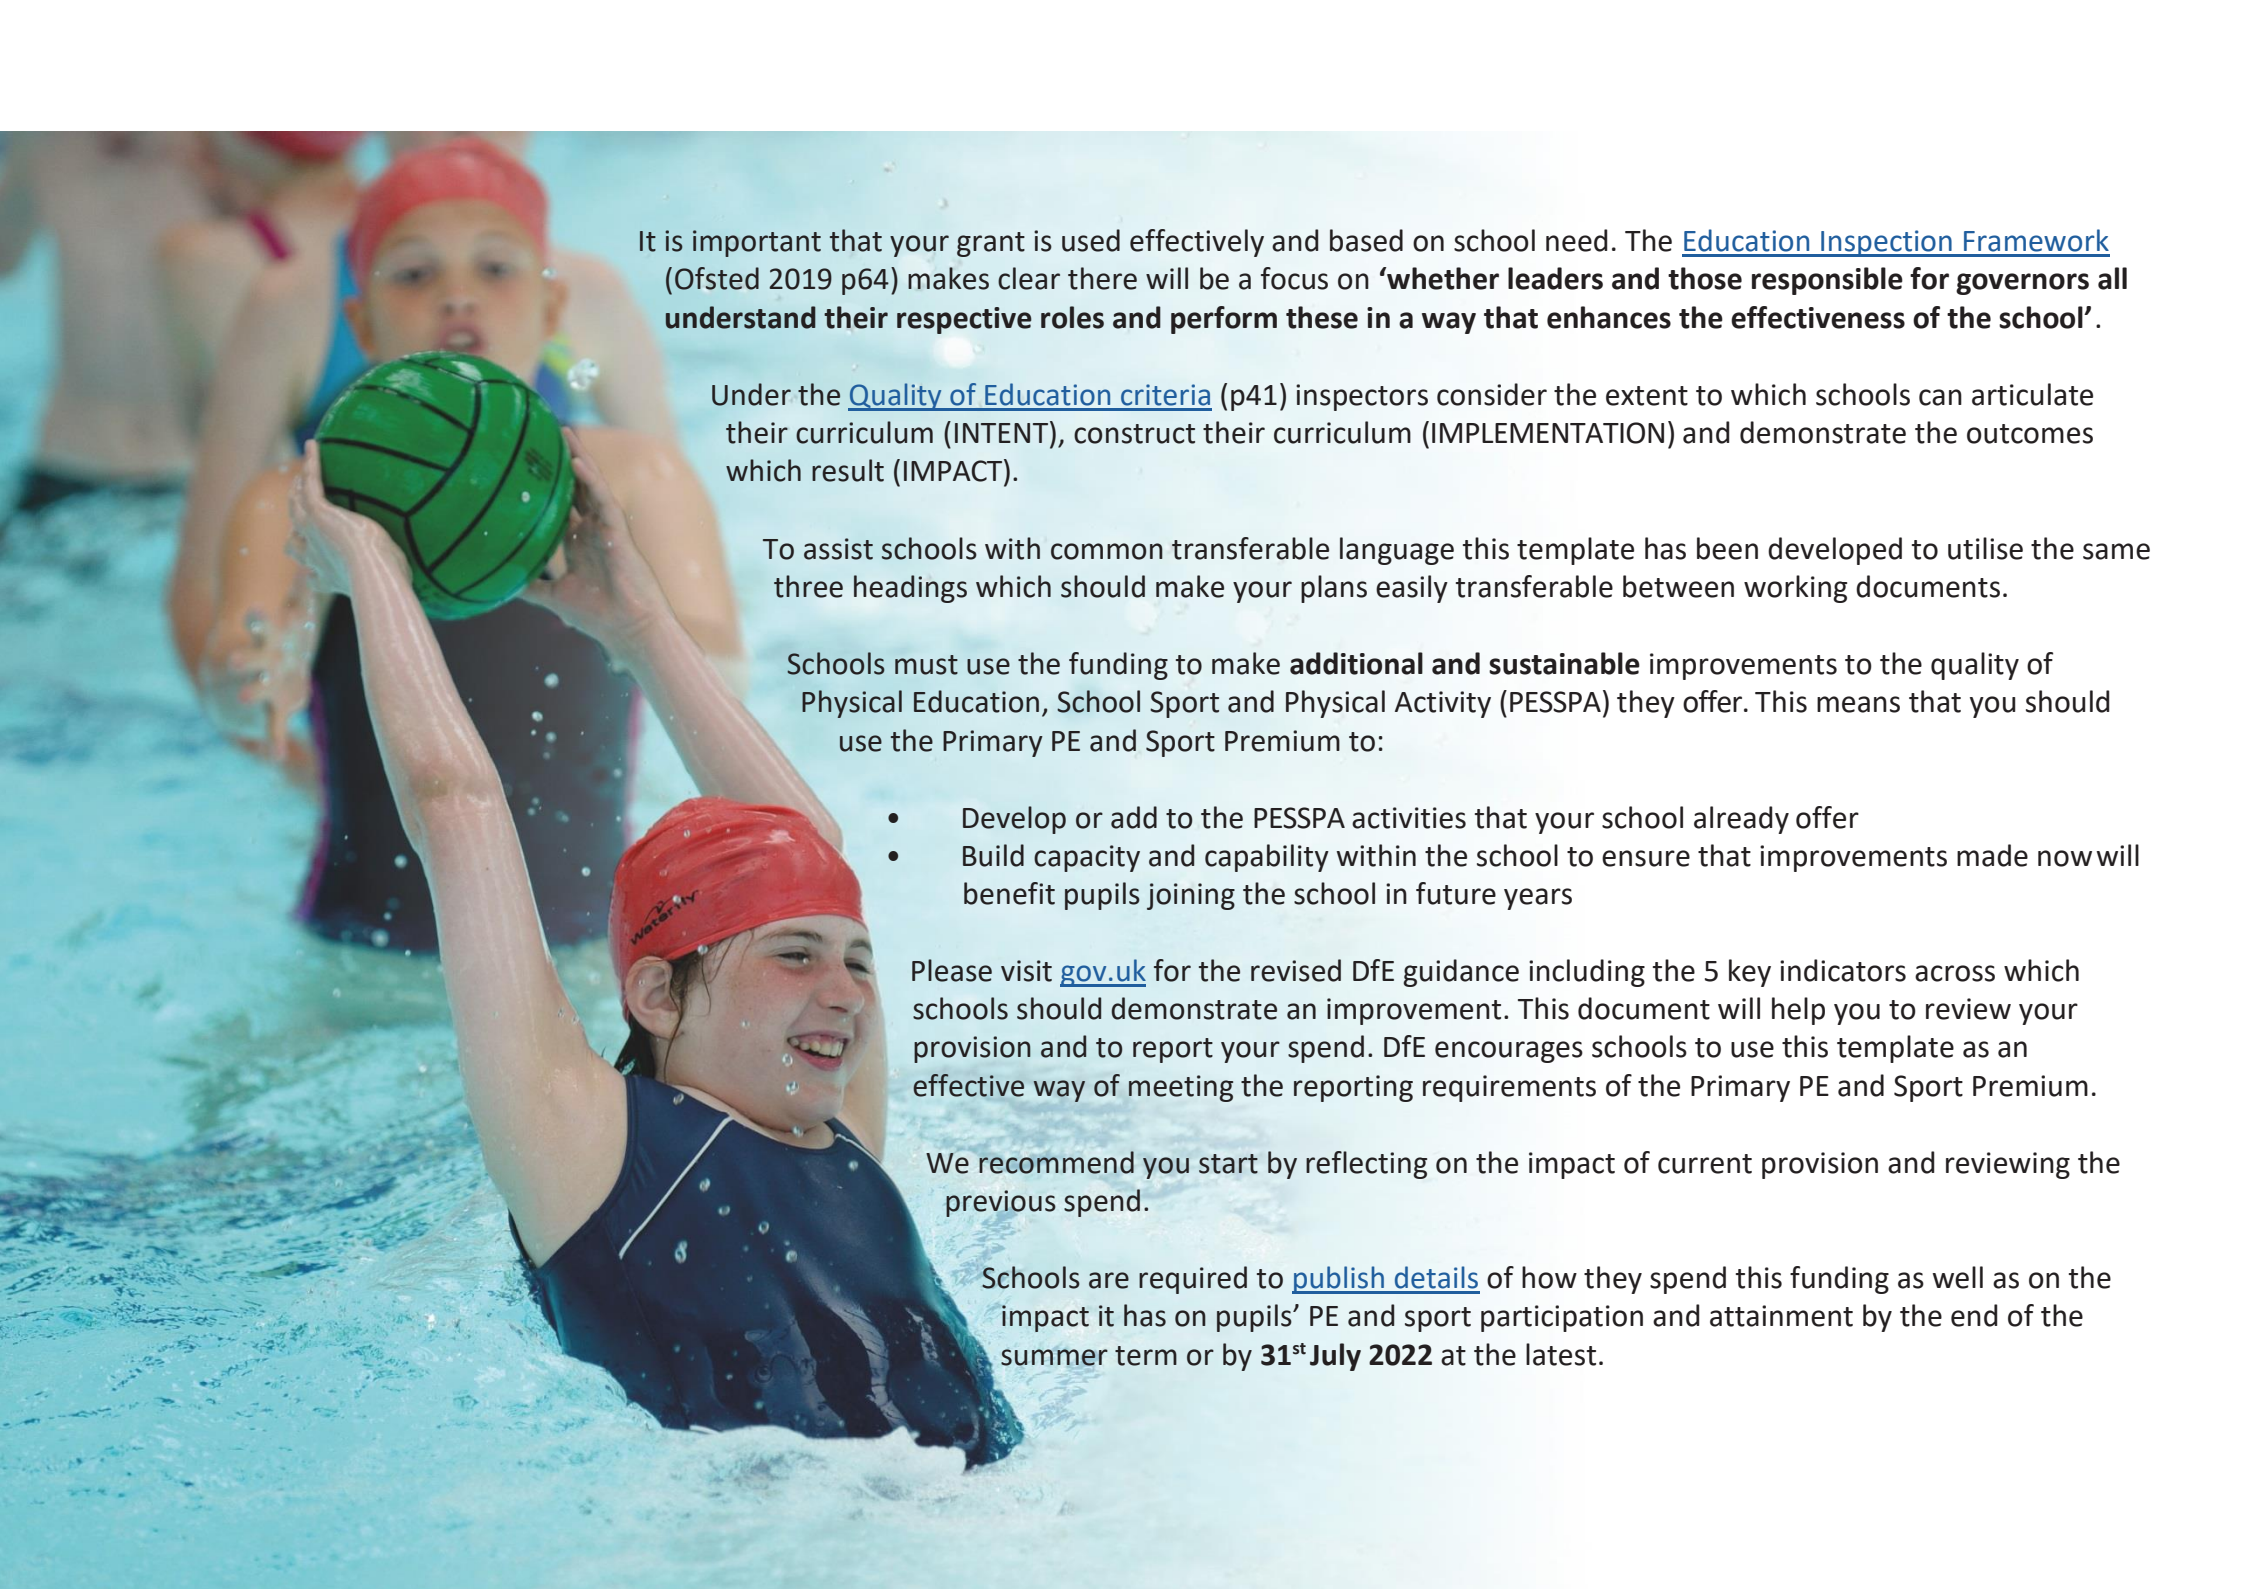 It is important that your grant is used effectively and based on school need. The Education Inspection Framework
(Ofsted 2019 p64) makes clear there will be a focus on ‘whether leaders and those responsible for governors all
understand their respective roles and perform these in a way that enhances the effectiveness of the school’.
Under the Quality of Education criteria (p41) inspectors consider the extent to which schools can articulate
their curriculum (INTENT), construct their curriculum (IMPLEMENTATION) and demonstrate the outcomes
which result (IMPACT).
To assist schools with common transferable language this template has been developed to utilise the same
three headings which should make your plans easily transferable between working documents.
Schools must use the funding to make additional and sustainable improvements to the quality of
Physical Education, School Sport and Physical Activity (PESSPA) they offer. This means that you should
use the Primary PE and Sport Premium to:
• Develop or add to the PESSPA activities that your school already offer
• Build capacity and capability within the school to ensure that improvements made now will
benefit pupils joining the school in future years
Please visit gov.uk for the revised DfE guidance including the 5 key indicators across which
schools should demonstrate an improvement. This document will help you to review your
provision and to report your spend. DfE encourages schools to use this template as an
effective way of meeting the reporting requirements of the Primary PE and Sport Premium.
We recommend you start by reflecting on the impact of current provision and reviewing the
previous spend.
Schools are required to publish details of how they spend this funding as well as on the
impact it has on pupils’ PE and sport participation and attainment by the end of the
summer term or by 31st July 2022 at the latest.
Waterfly